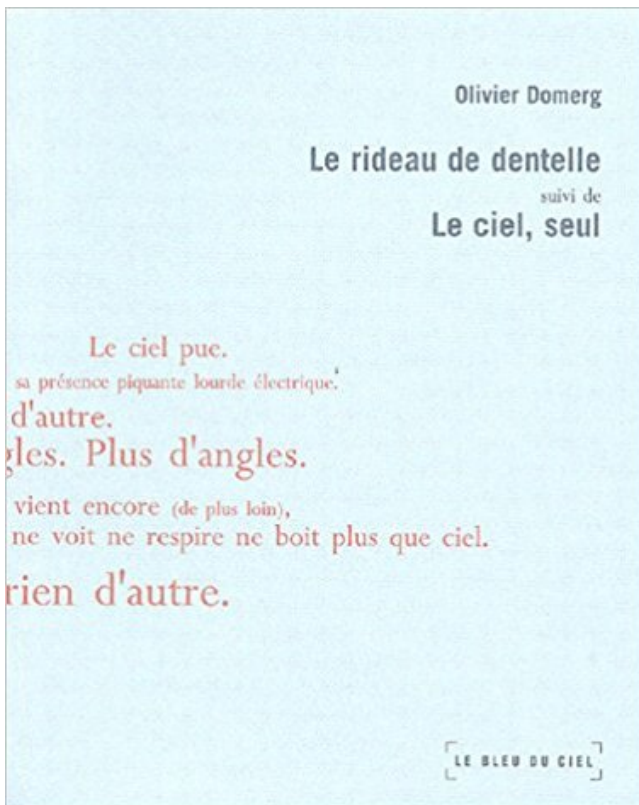 Olivier Domerg
Le rideau de dentelle
suivi de
Le ciel, seul
Le ciel pue.
sa présence piquante lourde électrique.
d'autre.
gles. Plus d'angles.
vient encore (de plus loin),
ne voit ne respire ne boit plus que ciel.
rien d'autre.
LE BLEU DU CIEL